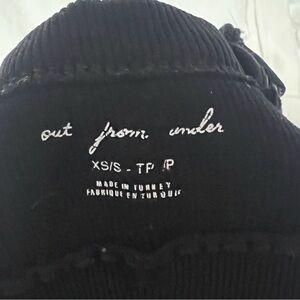 out from under
XS/S - TP/P
MADE IN TURKEY
FABRIQUE EN TURQUIE